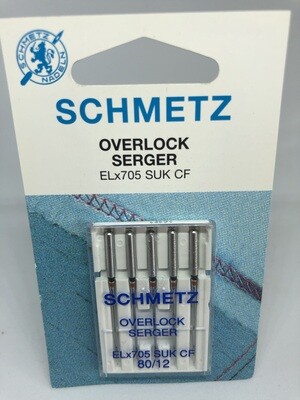 SCHMETZ
NADELN
SCHMETZ
OVERLOCK
SERGER
ELx705 SUK CF
SCHMETZ
OVERLOCK
SERGER
ELx705 SUK CF
80/12